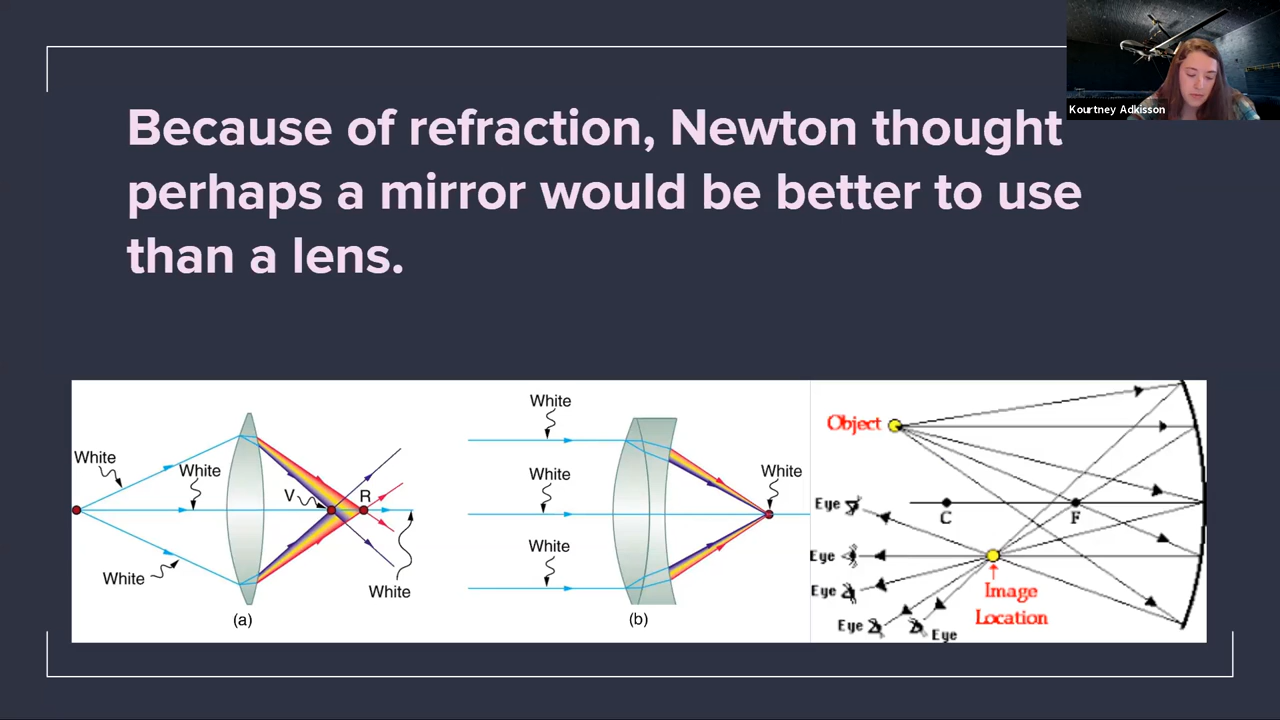 Kourtney Adkisson
Because of refraction, Newton thought
perhaps a mirror would be better to use
than a lens.
White
White
White
V
R
White
(a)
White
White
White
White
(b)
Object
C
F
Eye
Eye
Eye
Eye
Eye
Image
Location